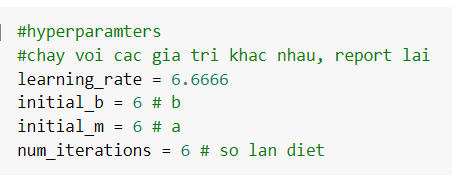 #hyperparamters
#chay voi cac gia tri khac nhau, report lai
learning_rate = 6.6666
initial_b = 6 # b
initial_m = 6 # a
num_iterations = 6 # so lan diet